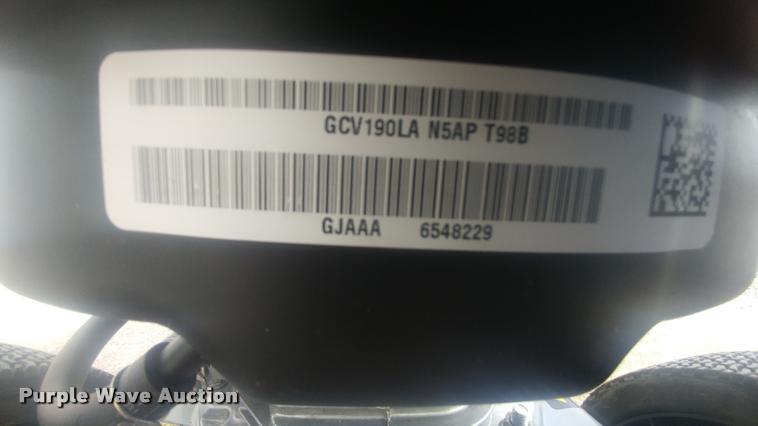 GCV190LA N5AP T98B
GJAAA 6548229
Purple Wave Auction